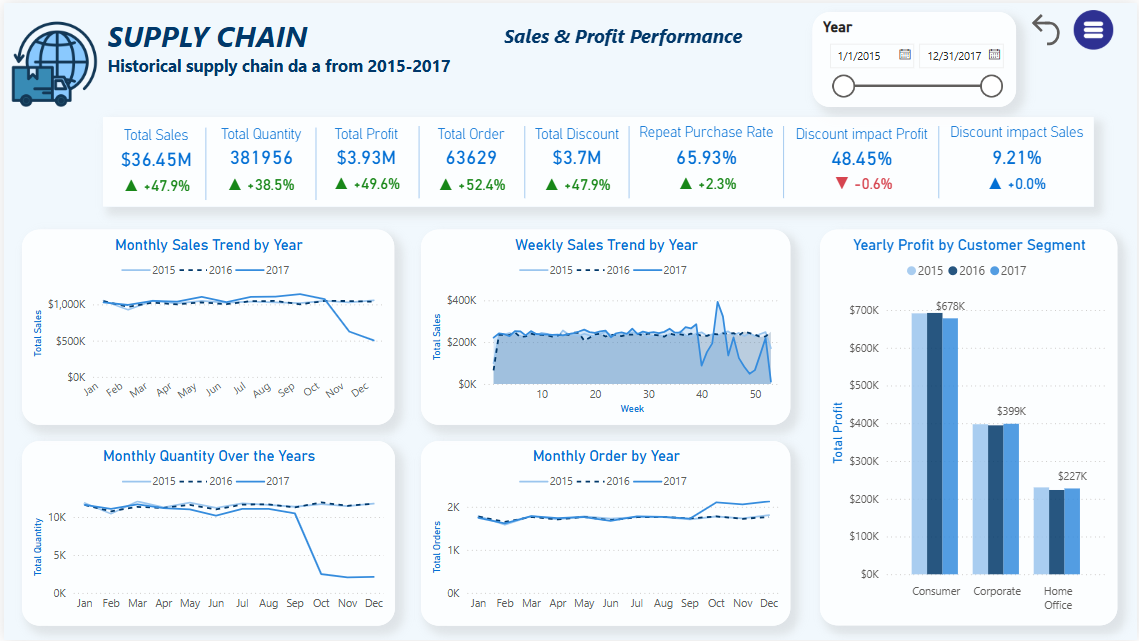 SUPPLY CHAIN
Historical supply chain da a from 2015-2017
Sales & Profit Performance
Year
1/1/2015
12/31/2017
Total Sales
$36.45M
+47.9%
Total Quantity
381956
+38.5%
Total Profit
$3.93M
+49.6%
Total Order
63629
+52.4%
Total Discount
$3.7M
+47.9%
Repeat Purchase Rate
65.93%
+2.3%
Discount impact Profit
48.45%
-0.6%
Discount impact Sales
9.21%
+0.0%
Monthly Sales Trend by Year
2015 2016 2017
Total Sales
$1,000K
$500K
$0K
Jan Feb Mar Apr May Jun Jul Aug Sep Oct Nov Dec
Weekly Sales Trend by Year
2015 2016 2017
Total Sales
$400K
$200K
$0K
10 20 30 40 50
Week
Yearly Profit by Customer Segment
2015 2016 2017
Total Profit
$700K
$600K
$500K
$400K
$300K
$200K
$100K
$0K
$678K
$399K
$227K
Consumer Corporate Home
Office
Monthly Quantity Over the Years
2015 2016 2017
Total Quantity
10K
5K
0K
Jan Feb Mar Apr May Jun Jul Aug Sep Oct Nov Dec
Monthly Order by Year
2015 2016 2017
Total Orders
2K
1K
0K
Jan Feb Mar Apr May Jun Jul Aug Sep Oct Nov Dec